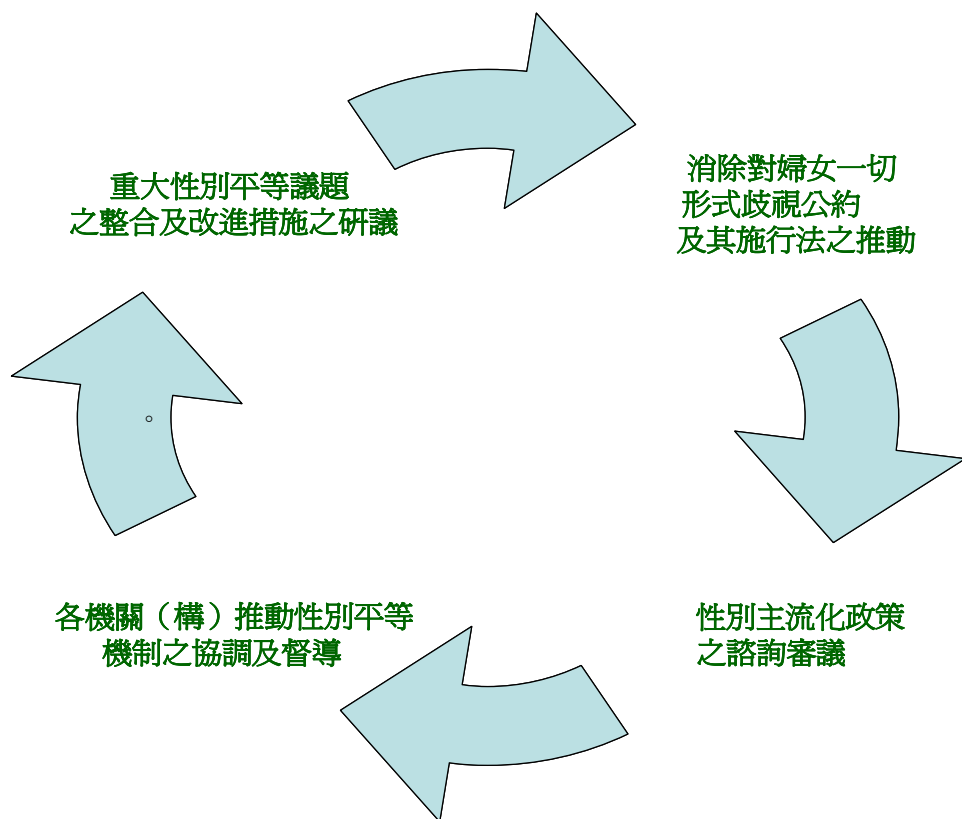 重大性別平等議題
之整合及改進措施之研議
消除對婦女一切
形式歧視公約
及其施行法之推動
性別主流化政策
之諮詢審議
各機關（構）推動性別平等
機制之協調及督導